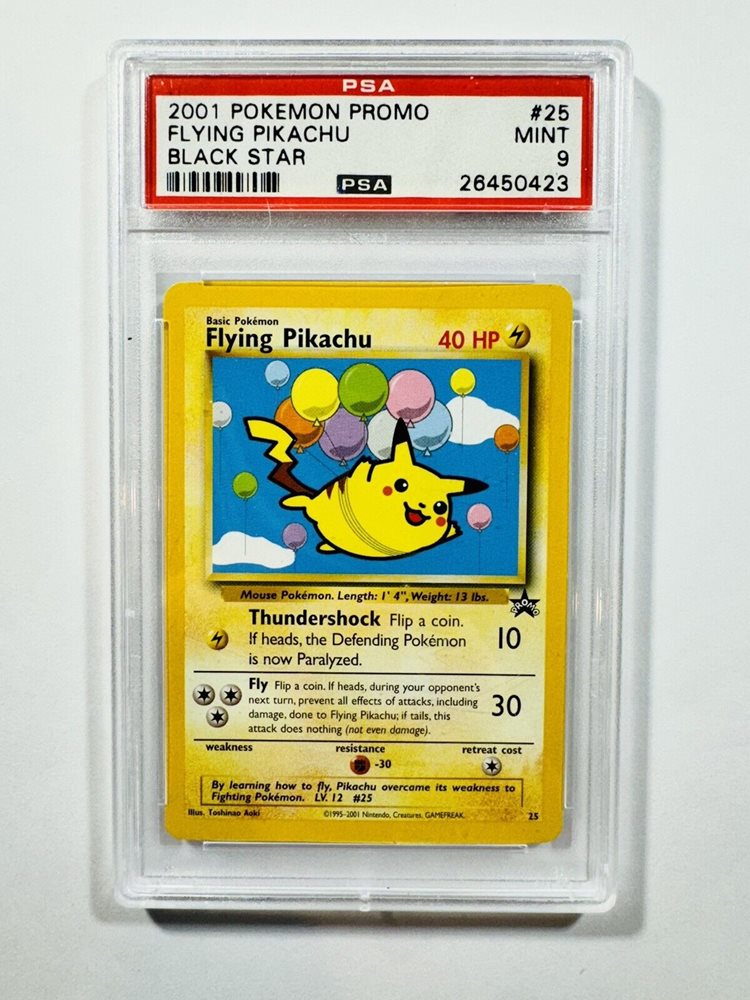 PSA
2001 POKEMON PROMO #25
FLYING PIKACHU MINT
BLACK STAR 9
PSA 26450423
Basic Pokémon
Flying Pikachu 40 HP
Mouse Pokémon. Length: 1' 4", Weight: 13 lbs.
PROMO
Thundershock Flip a coin.
If heads, the Defending Pokémon
is now Paralyzed.
10
Fly Flip a coin. If heads, during your opponent's
next turn, prevent all effects of attacks, including
damage, done to Flying Pikachu; if tails, this
attack does nothing (not even damage).
30
weakness resistance retreat cost
-30
By learning how to fly, Pikachu overcame its weakness to
Fighting Pokémon. LV. 12 #25
Illus. Toshinao Aoki ©1995-2001 Nintendo, Creatures, GAMEFREAK. 25